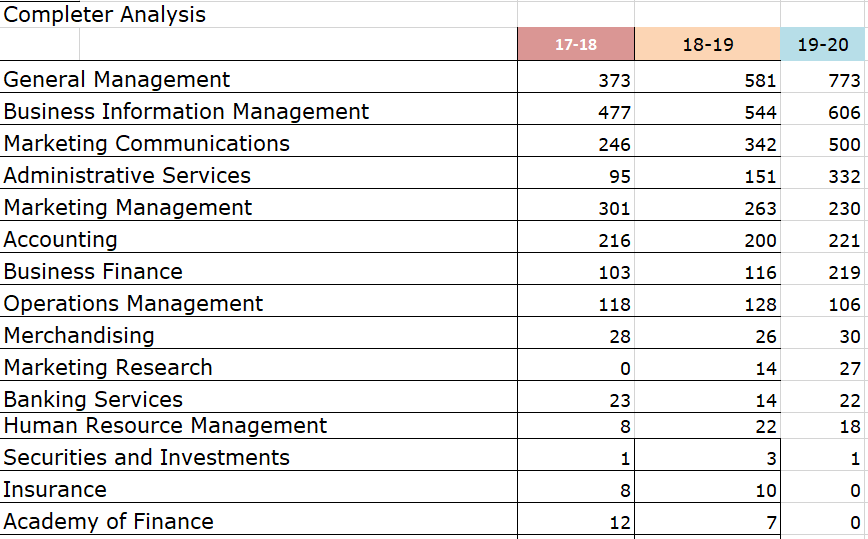 Completer Analysis
17-18 18-19 19-20
General Management 373 581 773
Business Information Management 477 544 606
Marketing Communications 246 342 500
Administrative Services 95 151 332
Marketing Management 301 263 230
Accounting 216 200 221
Business Finance 103 116 219
Operations Management 118 128 106
Merchandising 28 26 30
Marketing Research 0 14 27
Banking Services 23 14 22
Human Resource Management 8 22 18
Securities and Investments 1 3 1
Insurance 8 10 0
Academy of Finance 12 7 0